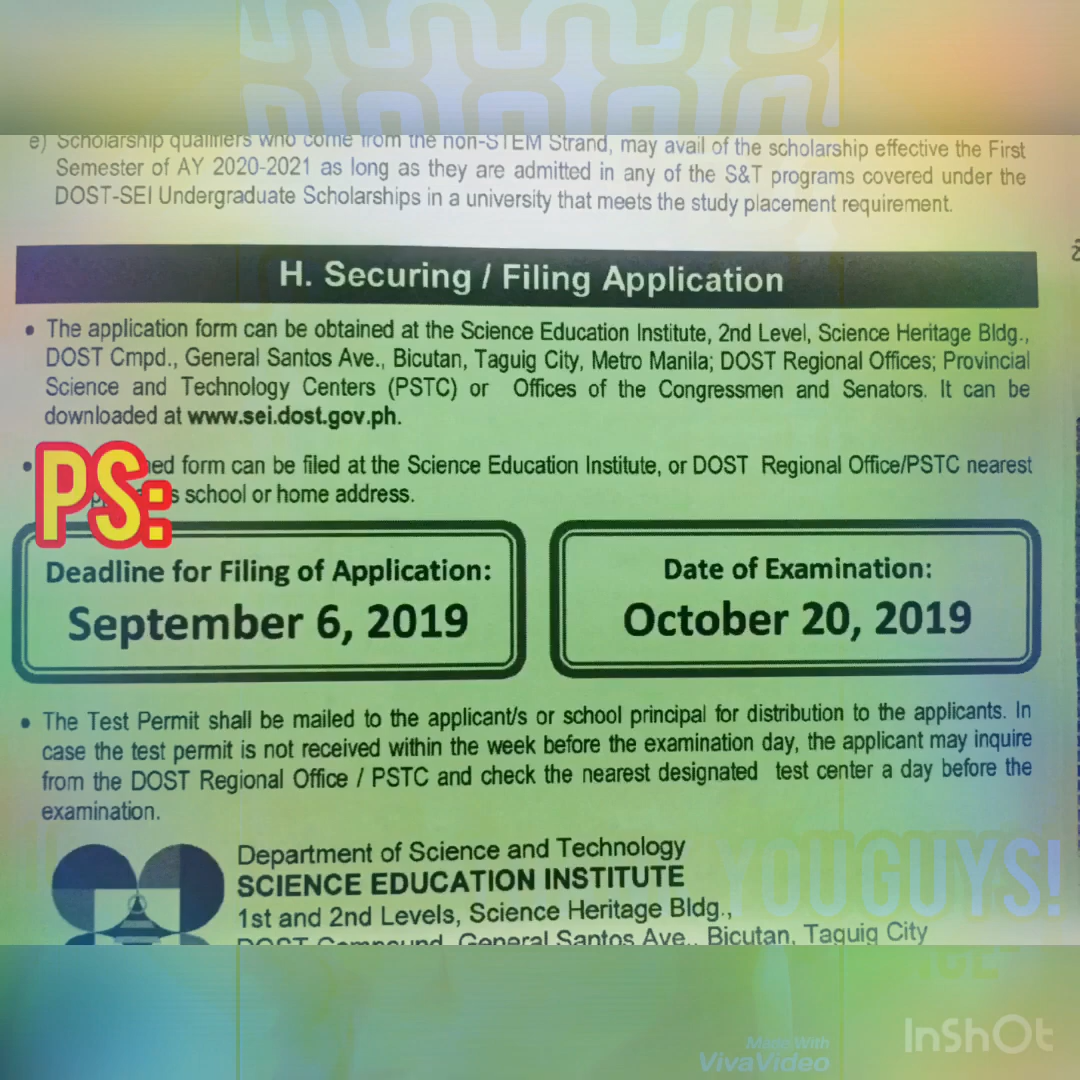 e) Scholarship qualifiers who come from the non-STEM Strand, may avail of the scholarship effective the First
Semester of AY 2020-2021 as long as they are admitted in any of the S&T programs covered under the
DOST-SEI Undergraduate Scholarships in a university that meets the study placement requirement.
H. Securing / Filing Application
• The application form can be obtained at the Science Education Institute, 2nd Level, Science Heritage Bldg.,
DOST Cmpd., General Santos Ave., Bicutan, Taguig City, Metro Manila; DOST Regional Offices; Provincial
Science and Technology Centers (PSTC) or Offices of the Congressmen and Senators. It can be
downloaded at www.sei.dost.gov.ph.
PS:
• form can be filed at the Science Education Institute, or DOST Regional Office/PSTC nearest
school or home address.
Deadline for Filing of Application:
September 6, 2019
Date of Examination:
October 20, 2019
• The Test Permit shall be mailed to the applicant/s or school principal for distribution to the applicants. In
case the test permit is not received within the week before the examination day, the applicant may inquire
from the DOST Regional Office / PSTC and check the nearest designated test center a day before the
examination.
Department of Science and Technology
SCIENCE EDUCATION INSTITUTE
YOU GUYS!
1st and 2nd Levels, Science Heritage Bldg.,
DOST Compound, General Santos Ave., Bicutan, Taguig City
InShOt
Made With
VivaVideo